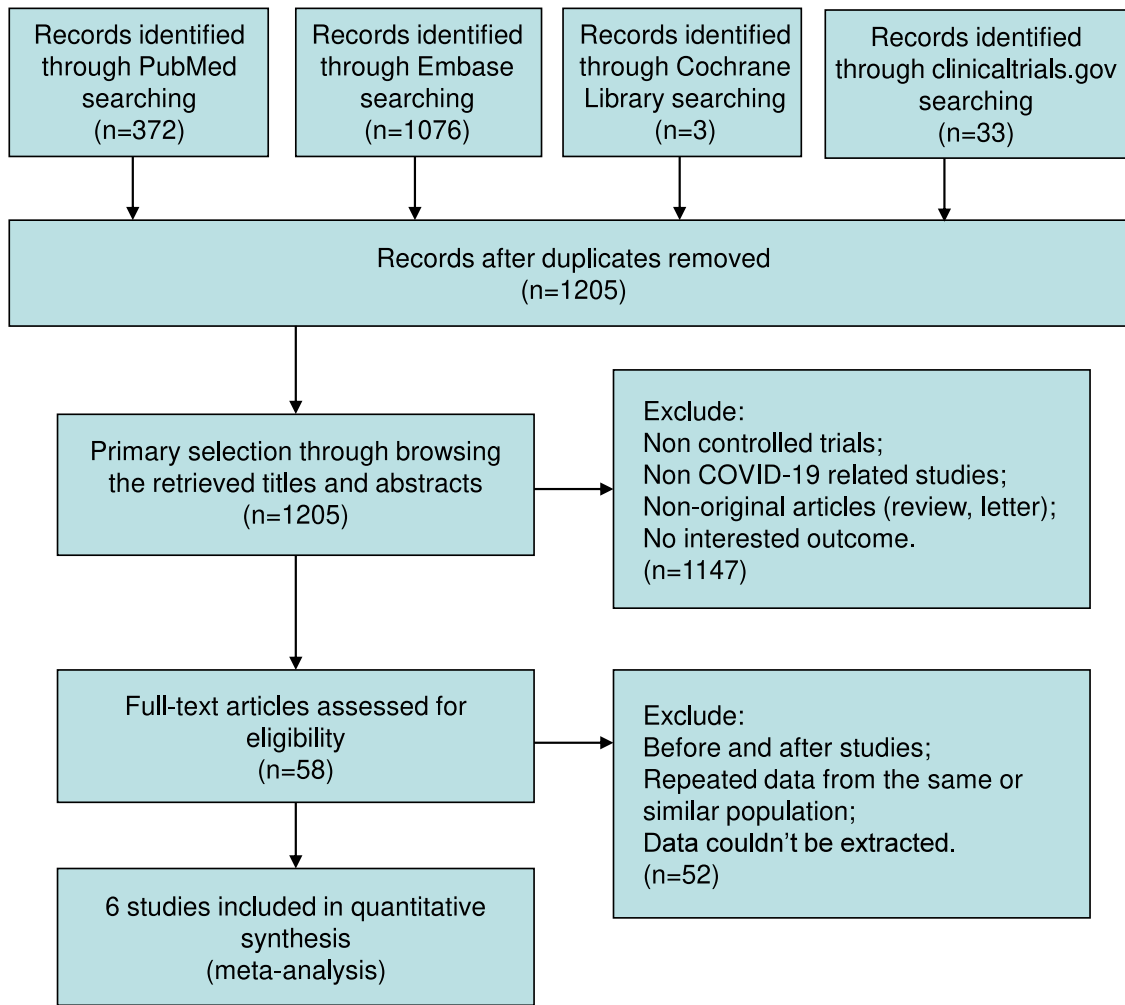 Records identified
through PubMed
searching
(n=372)
Records identified
through Embase
searching
(n=1076)
Records identified
through Cochrane
Library searching
(n=3)
Records identified
through clinicaltrials.gov
searching
(n=33)
Records after duplicates removed
(n=1205)
Primary selection through browsing
the retrieved titles and abstracts
(n=1205)
Exclude:
Non controlled trials;
Non COVID-19 related studies;
Non-original articles (review, letter);
No interested outcome.
(n=1147)
Full-text articles assessed for
eligibility
(n=58)
Exclude:
Before and after studies;
Repeated data from the same or
similar population;
Data couldn’t be extracted.
(n=52)
6 studies included in quantitative
synthesis
(meta-analysis)